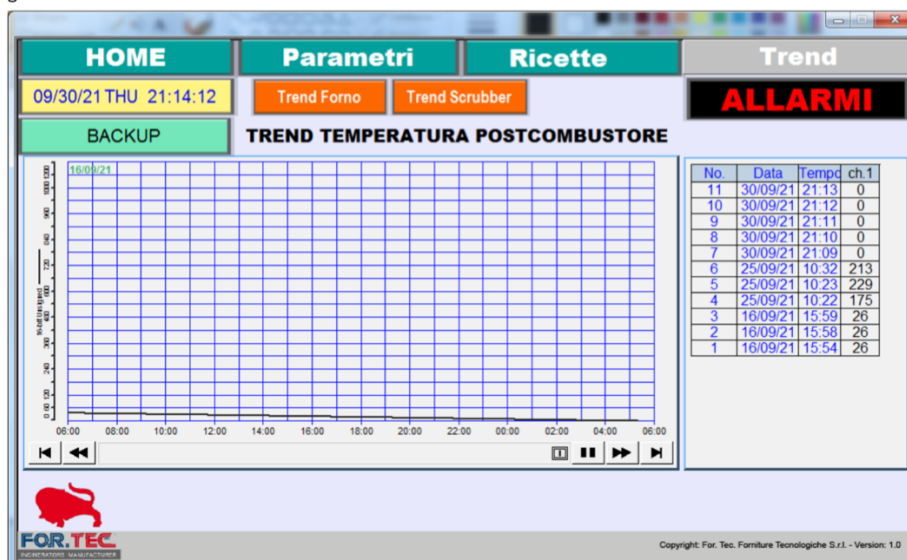 HOME Parametri Ricette Trend
09/30/21 THU 21:14:12 Trend Forno Trend Scrubber ALLARMI
BACKUP TREND TEMPERATURA POSTCOMBUSTORE
16/09/21
16-bit Unsigned
06:00 08:00 10:00 12:00 14:00 16:00 18:00 20:00 22:00 00:00 02:00 04:00 06:00
No. Data Tempo ch.1
11 30/09/21 21:13 0
10 30/09/21 21:12 0
9 30/09/21 21:11 0
8 30/09/21 21:10 0
7 30/09/21 21:09 0
6 25/09/21 10:32 213
5 25/09/21 10:23 229
4 25/09/21 10:22 175
3 16/09/21 15:59 26
2 16/09/21 15:58 26
1 16/09/21 15:54 26
FOR.TEC.
INCINERATORS MANUFACTURER
Copyright: For. Tec. Forniture Tecnologiche S.r.l. - Version: 1.0